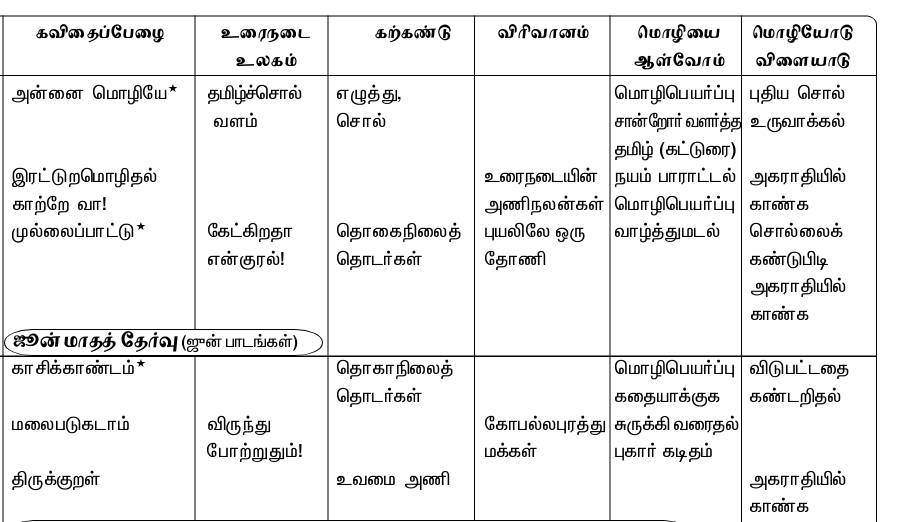 கவிதைப்பேழை உரைநடை கற்கண்டு விரிவானம் மொழியை மொழியோடு
உலகம் ஆள்வோம் விளையாடு
அன்னை மொழியே★ தமிழ்ச்சொல் எழுத்து, மொழிபெயர்ப்பு புதிய சொல்
வளம் சொல் சான்றோர் வளர்த்த உருவாக்கல்
தமிழ் (கட்டுரை)
இரட்டுறமொழிதல் உரைநடையின் நயம் பாராட்டல் அகராதியில்
காற்றே வா! அணிநலன்கள் மொழிபெயர்ப்பு காண்க
முல்லைப்பாட்டு★ கேட்கிறதா தொகைநிலைத் புயலிலே ஒரு வாழ்த்துமடல் சொல்லைக்
என்குரல்! தொடர்கள் தோணி கண்டுபிடி
அகராதியில்
காண்க
ஜூன் மாதத் தேர்வு (ஜுன் பாடங்கள்)
காசிக்காண்டம்★ தொகாநிலைத் மொழிபெயர்ப்பு விடுபட்டதை
தொடர்கள் கதையாக்குக கண்டறிதல்
மலைபடுகடாம் விருந்து கோபல்லபுரத்து சுருக்கி வரைதல்
போற்றுதும்! மக்கள் புகார் கடிதம்
திருக்குறள் உவமை அணி அகராதியில்
காண்க